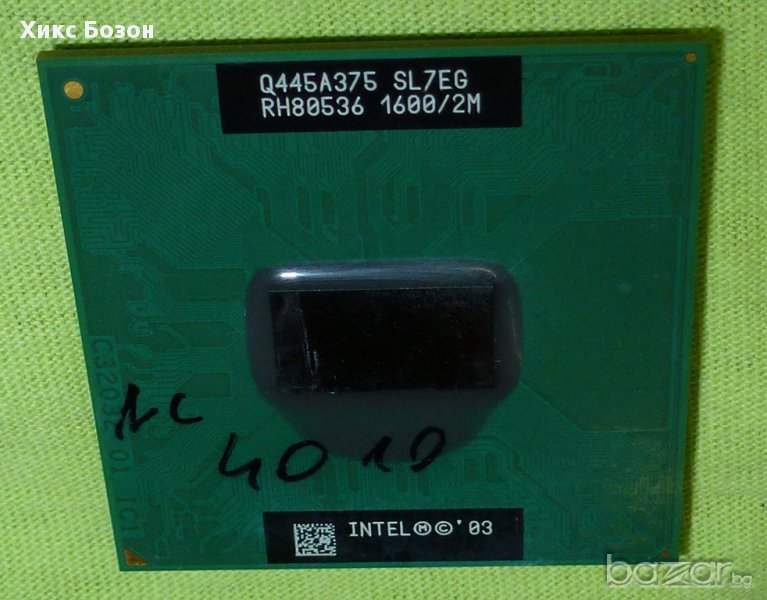 Хикс Бозон
Q445A375 SL7EG
RH80536 1600/2M
nc
4010
INTEL Ⓜ © '03
bazar.bg